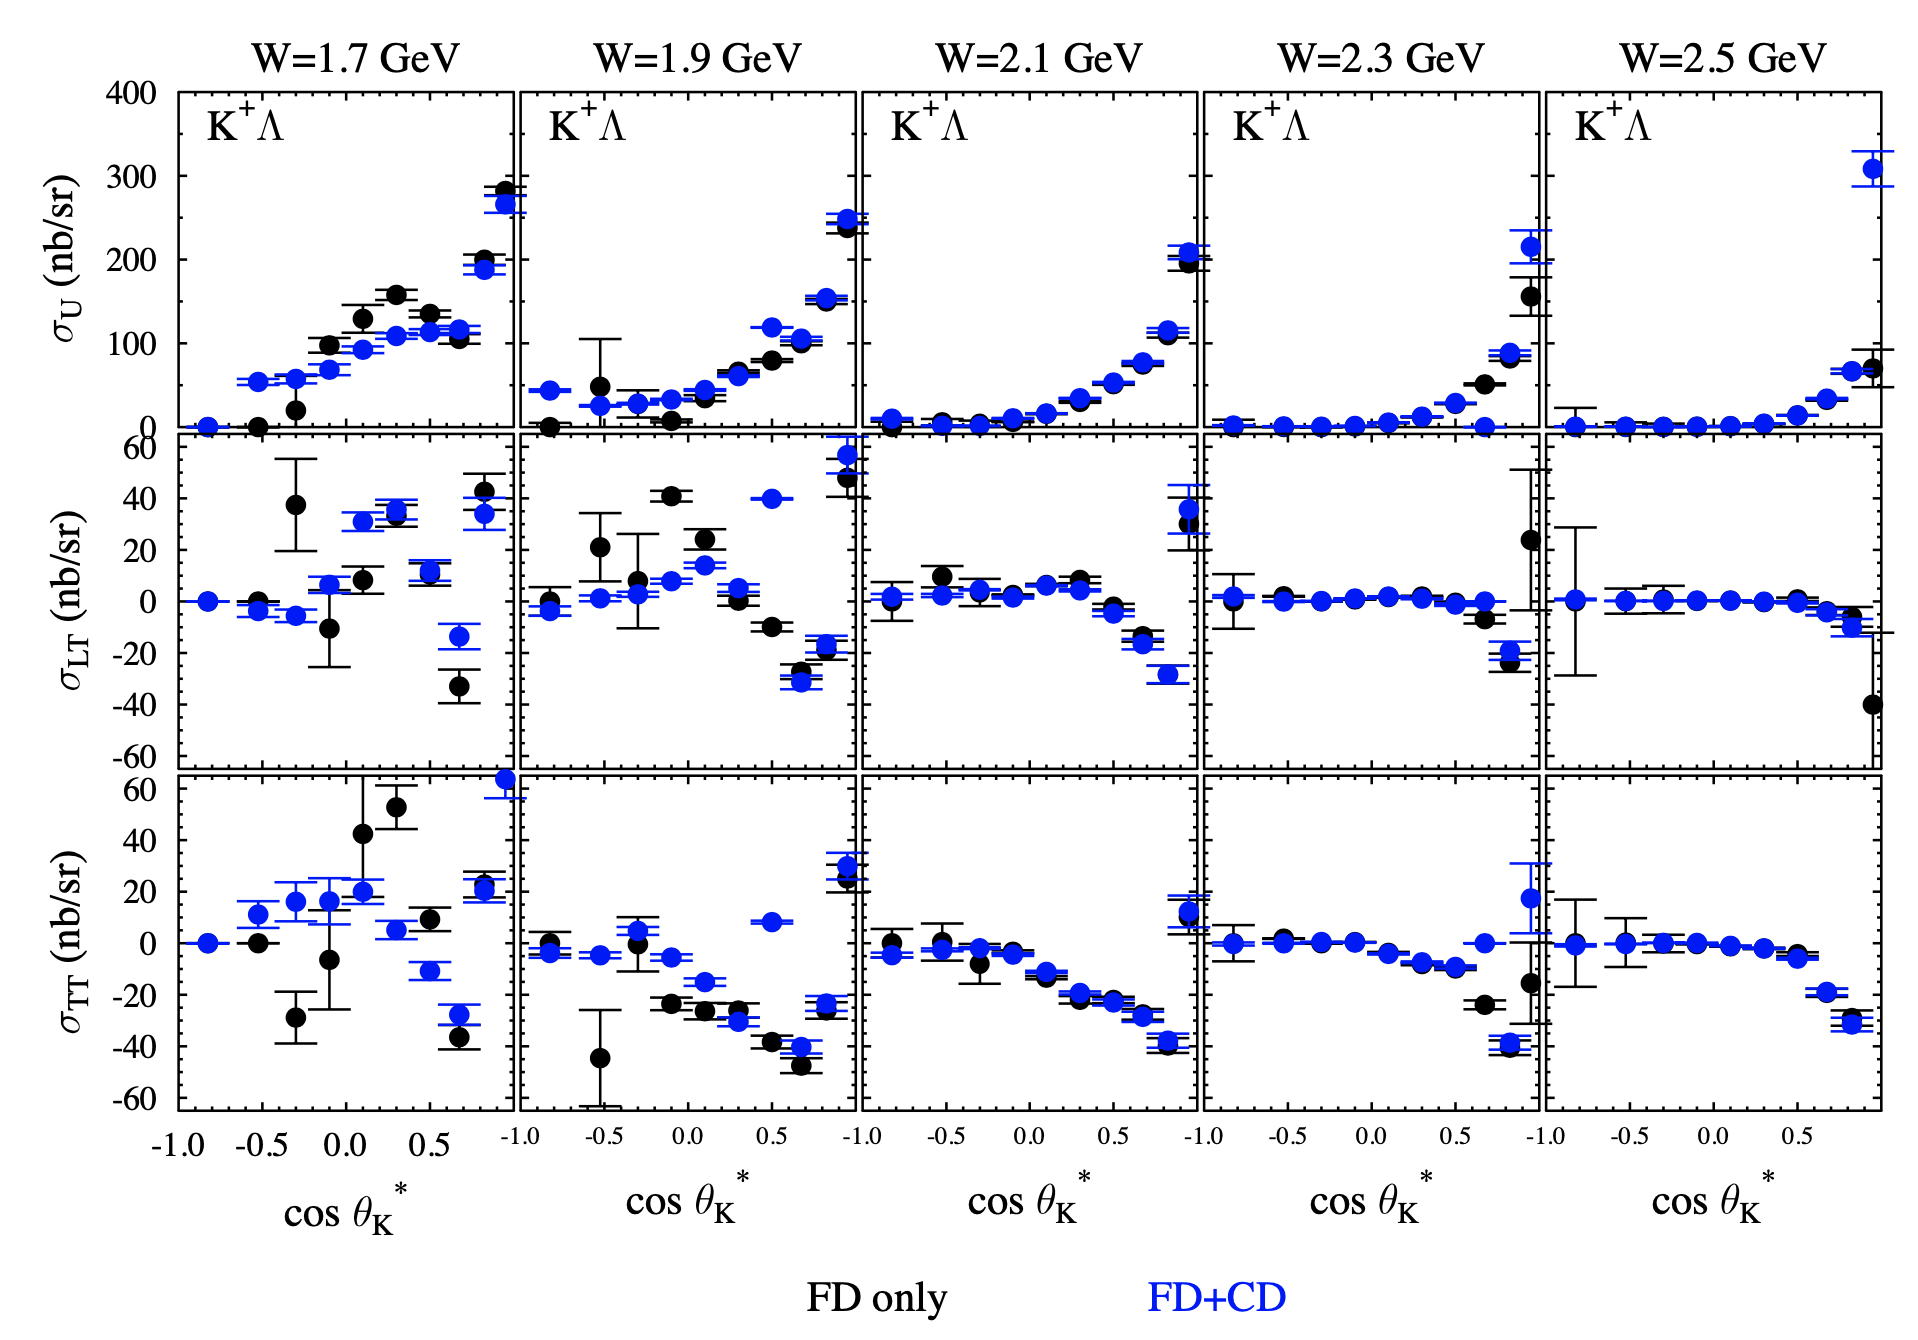 W=1.7 GeV W=1.9 GeV W=2.1 GeV W=2.3 GeV W=2.5 GeV
400
300
200
100
0
σU (nb/sr)
K+Λ K+Λ K+Λ K+Λ K+Λ
60
40
20
0
-20
-40
-60
σLT (nb/sr)
60
40
20
0
-20
-40
-60
σTT (nb/sr)
-1.0 -0.5 0.0 0.5 -1.0 -0.5 0.0 0.5 -1.0 -0.5 0.0 0.5 -1.0 -0.5 0.0 0.5 -1.0 -0.5 0.0 0.5
cos θK* cos θK* cos θK* cos θK* cos θK*
FD only FD+CD